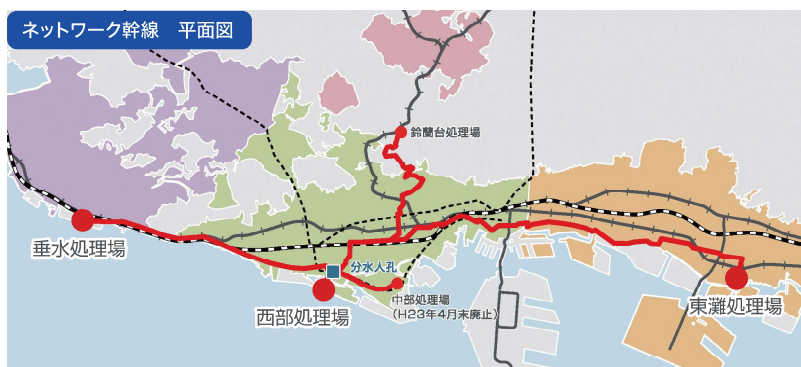 ネットワーク幹線　平面図
鈴蘭台処理場
垂水処理場
分水人孔
西部処理場
中部処理場
（H23年4月末廃止）
東灘処理場